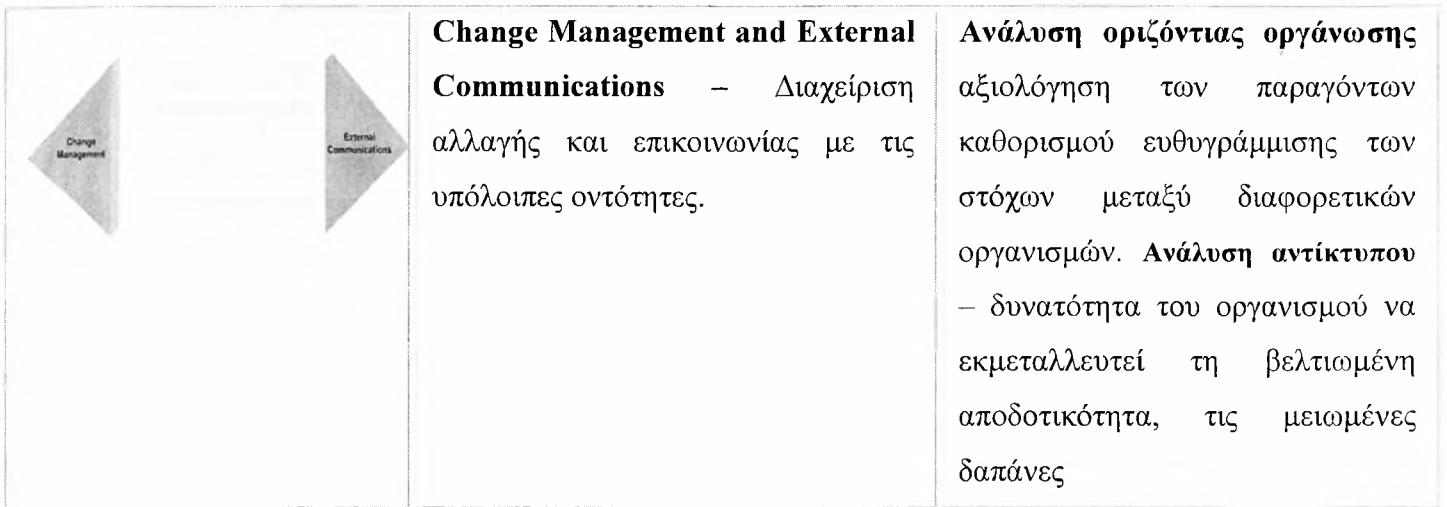 Change
Management
External
Communications
Change Management and External
Communications – Διαχείριση
αλλαγής και επικοινωνίας με τις
υπόλοιπες οντότητες.
Ανάλυση οριζόντιας οργάνωσης
αξιολόγηση των παραγόντων
καθορισμού ευθυγράμμισης των
στόχων μεταξύ διαφορετικών
οργανισμών. Ανάλυση αντίκτυπου
– δυνατότητα του οργανισμού να
εκμεταλλευτεί τη βελτιωμένη
αποδοτικότητα, τις μειωμένες
δαπάνες